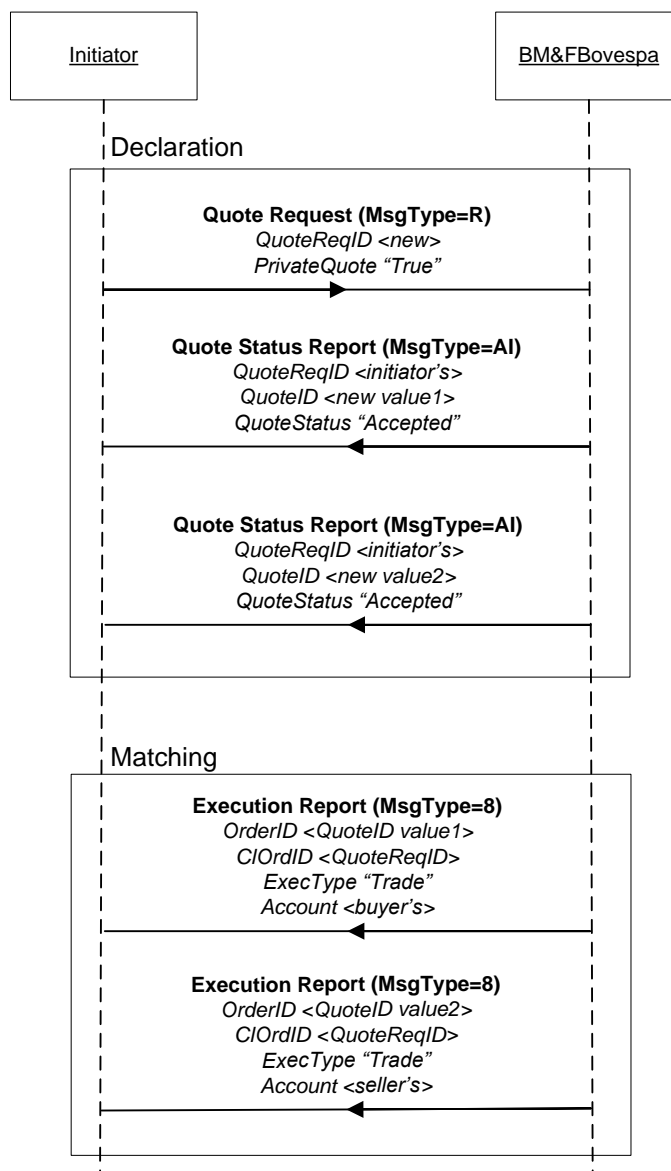 Initiator
BM&FBovespa
Declaration
Quote Request (MsgType=R)
QuoteReqID <new>
PrivateQuote “True”
Quote Status Report (MsgType=AI)
QuoteReqID <initiator’s>
QuoteID <new value1>
QuoteStatus “Accepted”
Quote Status Report (MsgType=AI)
QuoteReqID <initiator’s>
QuoteID <new value2>
QuoteStatus “Accepted”
Matching
Execution Report (MsgType=8)
OrderID <QuoteID value1>
ClOrdID <QuoteReqID>
ExecType “Trade”
Account <buyer’s>
Execution Report (MsgType=8)
OrderID <QuoteID value2>
ClOrdID <QuoteReqID>
ExecType “Trade”
Account <seller’s>